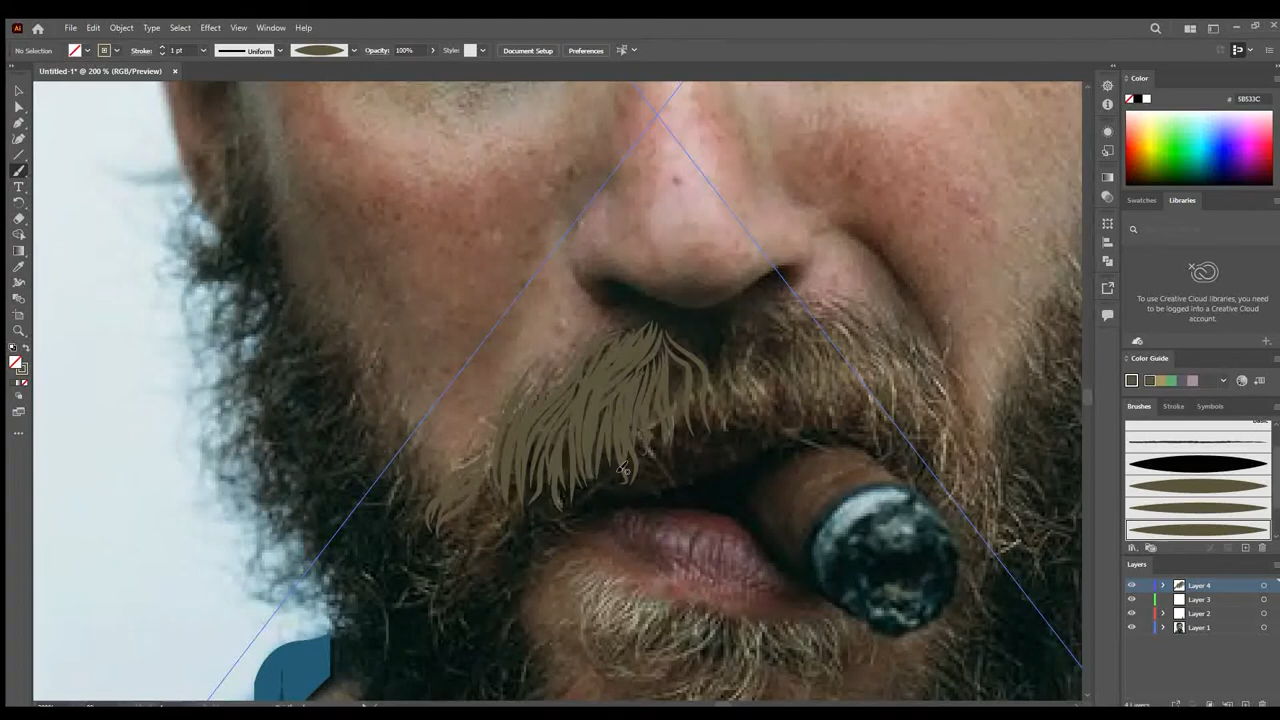 Ai File Edit Object Type Select Effect View Window Help
No Selection Stroke: 1 pt Uniform Opacity: 100% Style: Document Setup Preferences
Untitled-1* @ 200 % (RGB/Preview)
Color
# 5B533C
Swatches Libraries
To use Creative Cloud libraries, you need
to be logged into a Creative Cloud
account.
Color Guide
Brushes Stroke Symbols
Basic
Layers
Layer 4
Layer 3
Layer 2
Layer 1